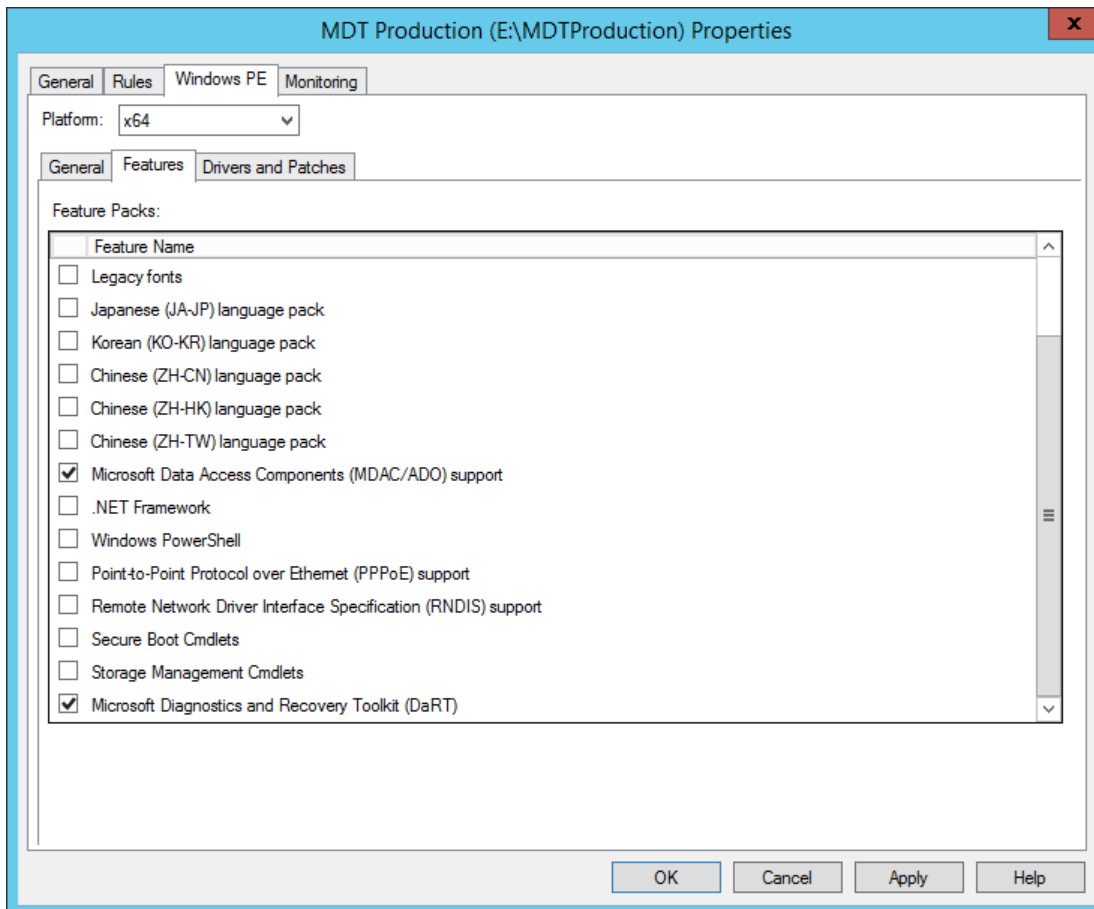 MDT Production (E:\MDTProduction) Properties
x
General Rules Windows PE Monitoring
Platform: x64
General Features Drivers and Patches
Feature Packs:
Feature Name
Legacy fonts
Japanese (JA-JP) language pack
Korean (KO-KR) language pack
Chinese (ZH-CN) language pack
Chinese (ZH-HK) language pack
Chinese (ZH-TW) language pack
Microsoft Data Access Components (MDAC/ADO) support
.NET Framework
Windows PowerShell
Point-to-Point Protocol over Ethernet (PPPoE) support
Remote Network Driver Interface Specification (RNDIS) support
Secure Boot Cmdlets
Storage Management Cmdlets
Microsoft Diagnostics and Recovery Toolkit (DaRT)
OK Cancel Apply Help